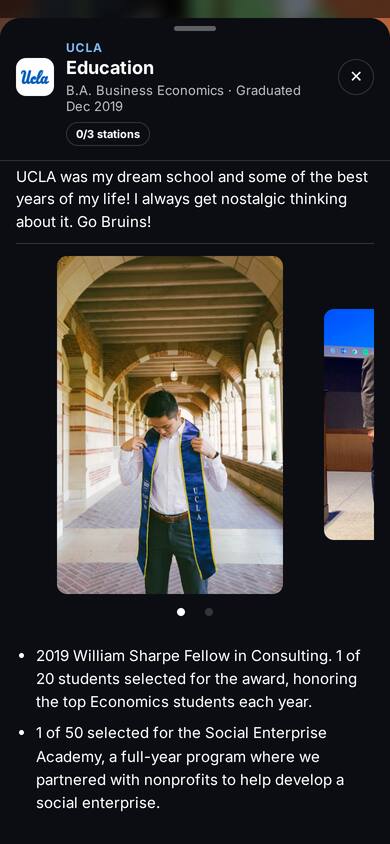 UCLA
Ucla
Education
B.A. Business Economics · Graduated
Dec 2019
0/3 stations
UCLA was my dream school and some of the best
years of my life! I always get nostalgic thinking
about it. Go Bruins!
UCLA
• 2019 William Sharpe Fellow in Consulting. 1 of
20 students selected for the award, honoring
the top Economics students each year.
• 1 of 50 selected for the Social Enterprise
Academy, a full-year program where we
partnered with nonprofits to help develop a
social enterprise.